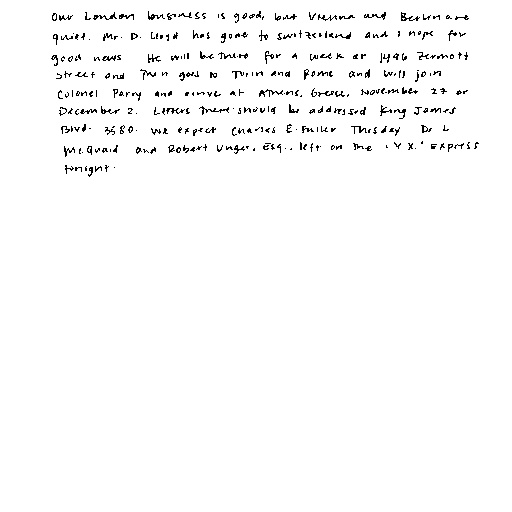 Our London business is good, but Vienna and Berlin are
quiet. Mr. D. Lloyd has gone to Switzerland and I hope for
good news. He will be there for a week at 1496 Zermott
Street and then goes to Turin and Rome and will join
Colonel Parry and arrive at Athens, Greece, November 27 or
December 2. Letters there should be addressed King James
Blvd. 3580. We expect Charles E. Fuller Tuesday. Dr. L
McQuaid and Robert Unger, Esq., left on the "Y.X." Express
tonight.